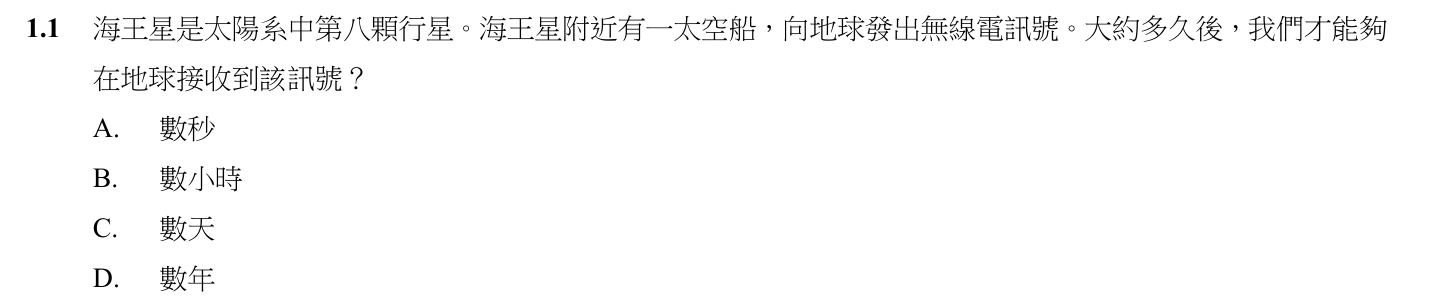 1.1 海王星是太陽系中第八顆行星。海王星附近有一太空船，向地球發出無線電訊號。大約多久後，我們才能夠
在地球接收到該訊號？
A. 數秒
B. 數小時
C. 數天
D. 數年